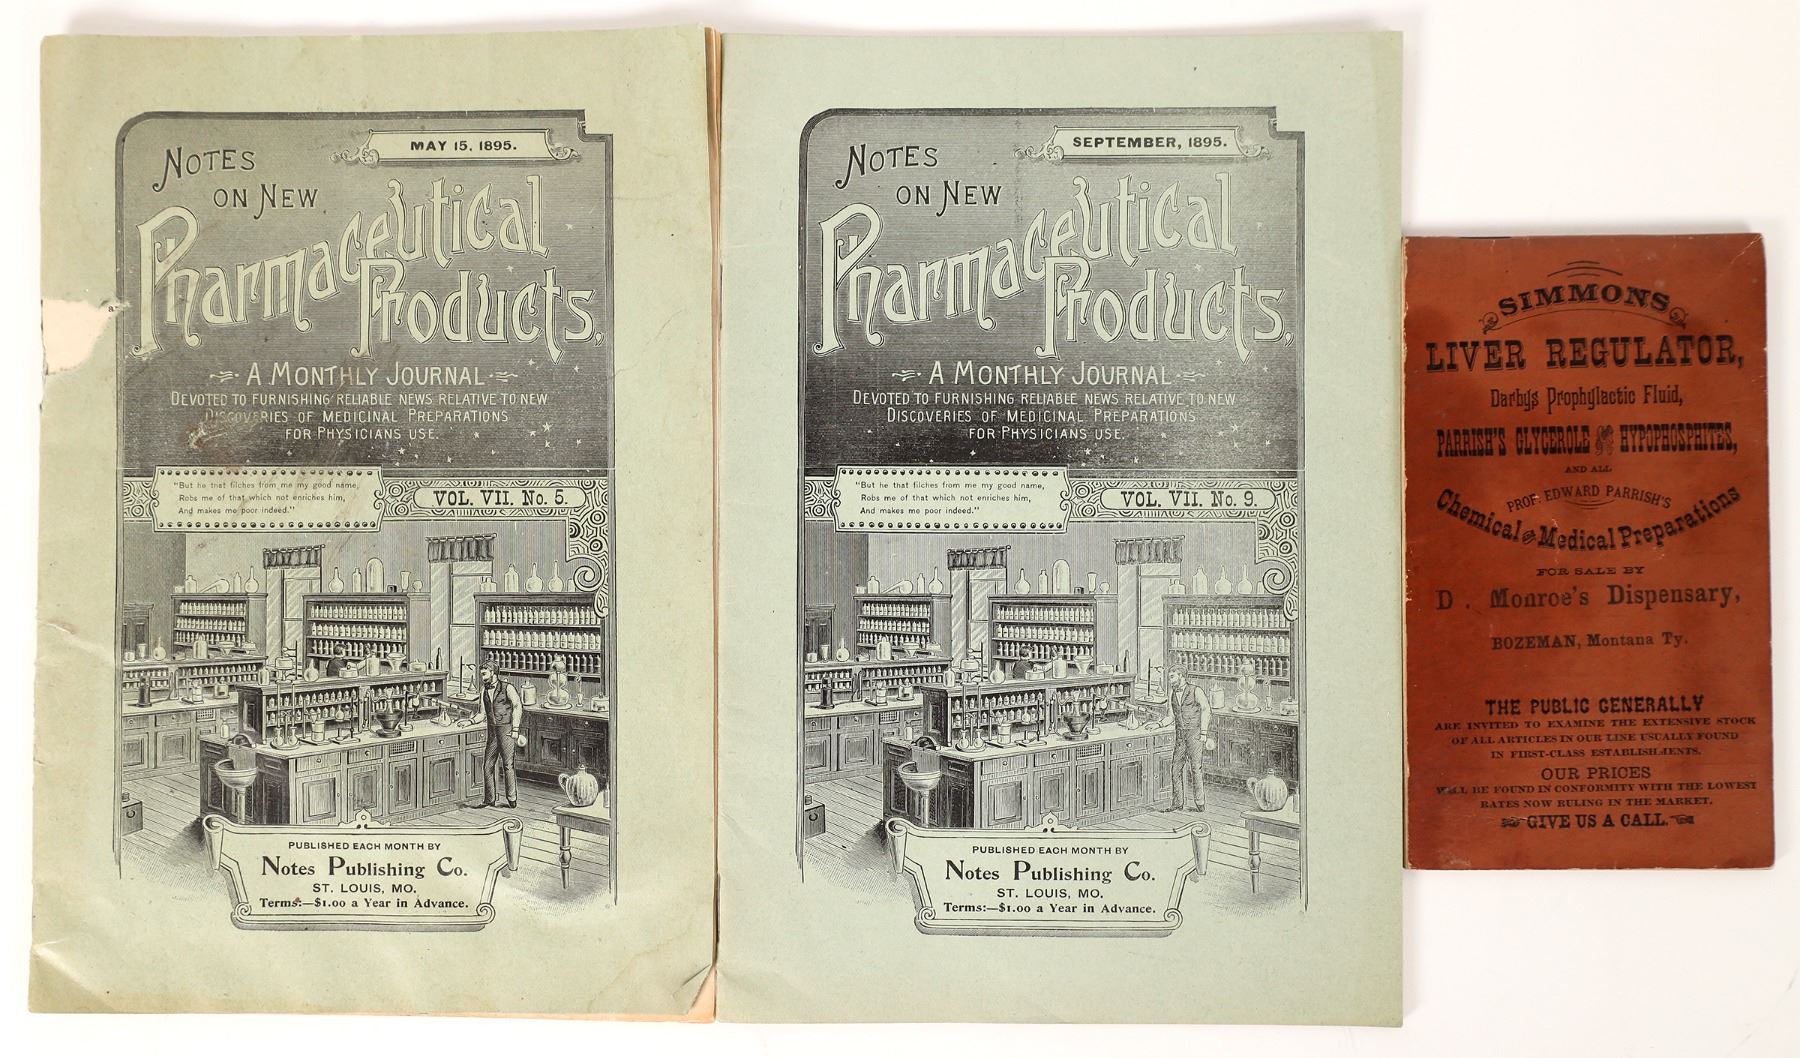 MAY 15, 1895.
NOTES
ON NEW
Pharmaceutical
Products.
A MONTHLY JOURNAL
DEVOTED TO FURNISHING RELIABLE NEWS RELATIVE TO NEW
DISCOVERIES OF MEDICINAL PREPARATIONS
FOR PHYSICIANS USE.
"But he that filches from me my good name,
Robs me of that which not enriches him,
And makes me poor indeed."
VOL. VII. No. 5.
PUBLISHED EACH MONTH BY
Notes Publishing Co.
ST. LOUIS, MO.
Terms:—$1.00 a Year in Advance.
SEPTEMBER, 1895.
NOTES
ON NEW
Pharmaceutical
Products.
A MONTHLY JOURNAL
DEVOTED TO FURNISHING RELIABLE NEWS RELATIVE TO NEW
DISCOVERIES OF MEDICINAL PREPARATIONS
FOR PHYSICIANS USE.
"But he that filches from me my good name,
Robs me of that which not enriches him,
And makes me poor indeed."
VOL. VII. No. 9.
PUBLISHED EACH MONTH BY
Notes Publishing Co.
ST. LOUIS, MO.
Terms:—$1.00 a Year in Advance.
SIMMONS
LIVER REGULATOR,
Darbys Prophylactic Fluid,
PARRISH'S GLYCEROLE OF HYPOPHOSPHITES,
AND ALL
PROF. EDWARD PARRISH'S
Chemical and Medical Preparations
FOR SALE BY
D. Monroe's Dispensary,
BOZEMAN, Montana Ty.
THE PUBLIC GENERALLY
ARE INVITED TO EXAMINE THE EXTENSIVE STOCK
OF ALL ARTICLES IN OUR LINE USUALLY FOUND
IN FIRST-CLASS ESTABLISHMENTS.
OUR PRICES
WILL BE FOUND IN CONFORMITY WITH THE LOWEST
RATES NOW RULING IN THE MARKET.
GIVE US A CALL.